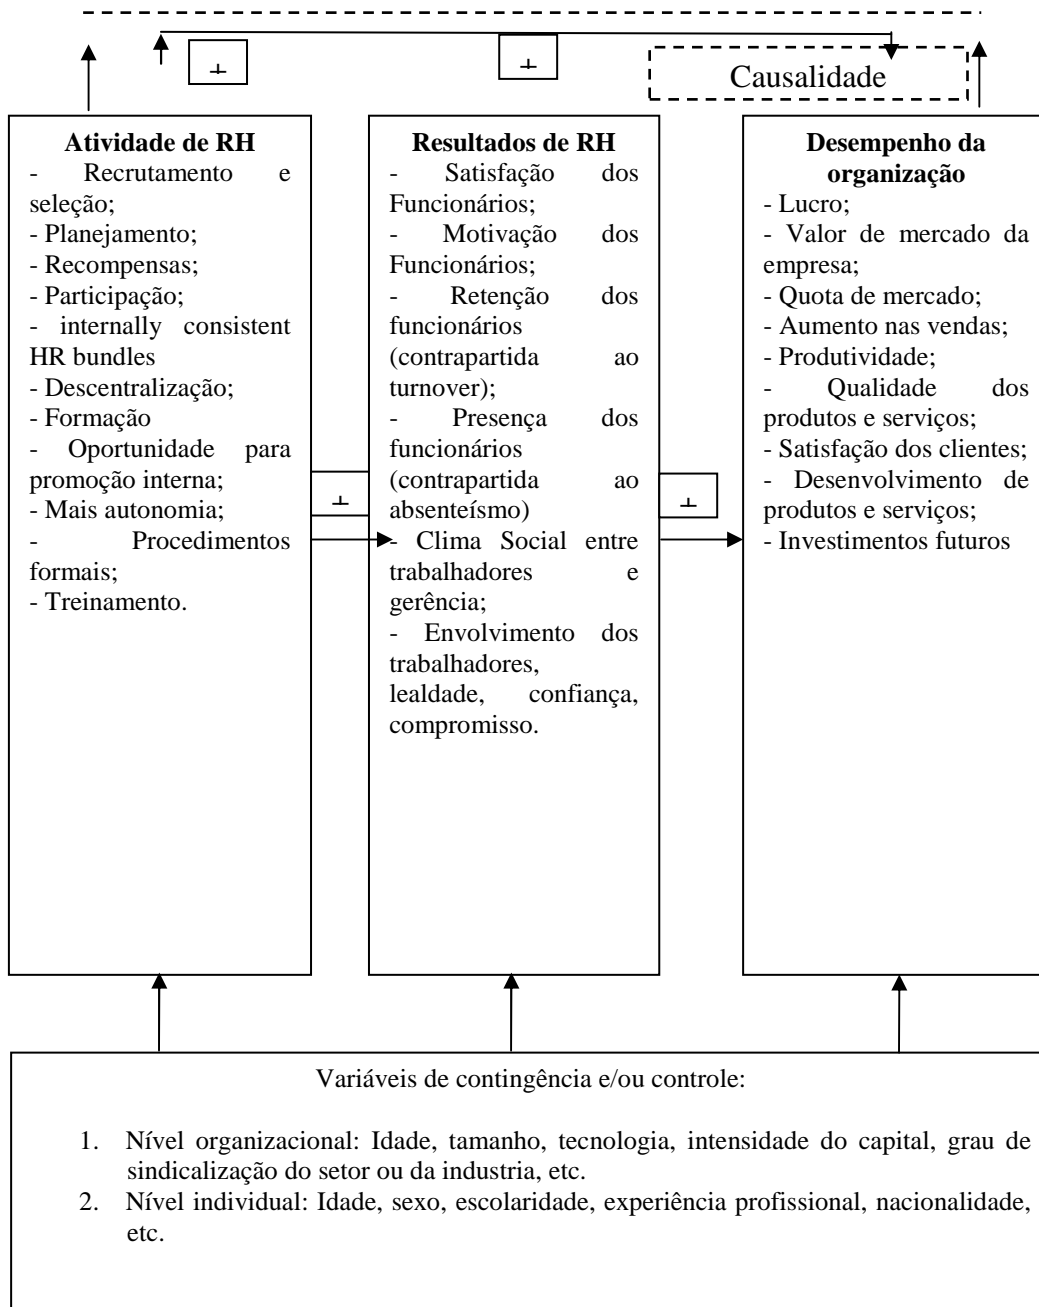 Causalidade
Atividade de RH
- Recrutamento e
seleção;
- Planejamento;
- Recompensas;
- Participação;
- internally consistent
HR bundles
- Descentralização;
- Formação
- Oportunidade para
promoção interna;
- Mais autonomia;
- Procedimentos
formais;
- Treinamento.
Resultados de RH
- Satisfação dos
Funcionários;
- Motivação dos
Funcionários;
- Retenção dos
funcionários
(contrapartida ao
turnover);
- Presença dos
funcionários
(contrapartida ao
absenteísmo)
- Clima Social entre
trabalhadores e
gerência;
- Envolvimento dos
trabalhadores,
lealdade, confiança,
compromisso.
Desempenho da
organização
- Lucro;
- Valor de mercado da
empresa;
- Quota de mercado;
- Aumento nas vendas;
- Produtividade;
- Qualidade dos
produtos e serviços;
- Satisfação dos clientes;
- Desenvolvimento de
produtos e serviços;
- Investimentos futuros
Variáveis de contingência e/ou controle:
1. Nível organizacional: Idade, tamanho, tecnologia, intensidade do capital, grau de
sindicalização do setor ou da industria, etc.
2. Nível individual: Idade, sexo, escolaridade, experiência profissional, nacionalidade,
etc.